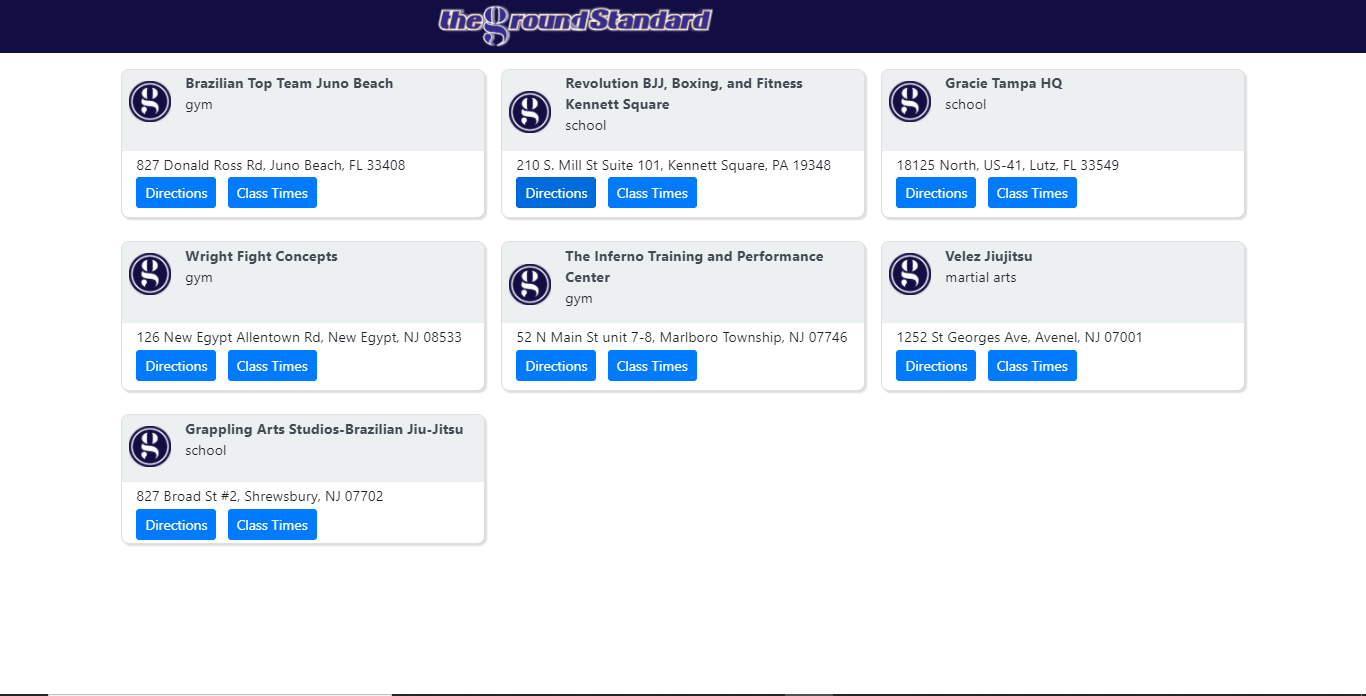 theGroundStandard
Brazilian Top Team Juno Beach
gym
827 Donald Ross Rd, Juno Beach, FL 33408
Directions Class Times
Revolution BJJ, Boxing, and Fitness
Kennett Square
school
210 S. Mill St Suite 101, Kennett Square, PA 19348
Directions Class Times
Gracie Tampa HQ
school
18125 North, US-41, Lutz, FL 33549
Directions Class Times
Wright Fight Concepts
gym
126 New Egypt Allentown Rd, New Egypt, NJ 08533
Directions Class Times
The Inferno Training and Performance
Center
gym
52 N Main St unit 7-8, Marlboro Township, NJ 07746
Directions Class Times
Velez Jiujitsu
martial arts
1252 St Georges Ave, Avenel, NJ 07001
Directions Class Times
Grappling Arts Studios-Brazilian Jiu-Jitsu
school
827 Broad St #2, Shrewsbury, NJ 07702
Directions Class Times